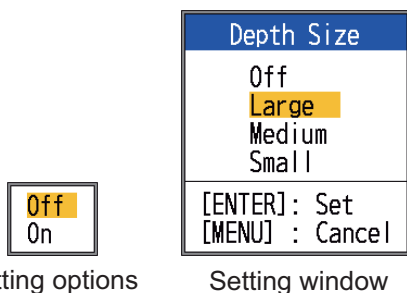 Depth Size
Off
Large
Medium
Small
[ENTER]: Set
[MENU] : Cancel
Off
On
tting options
Setting window